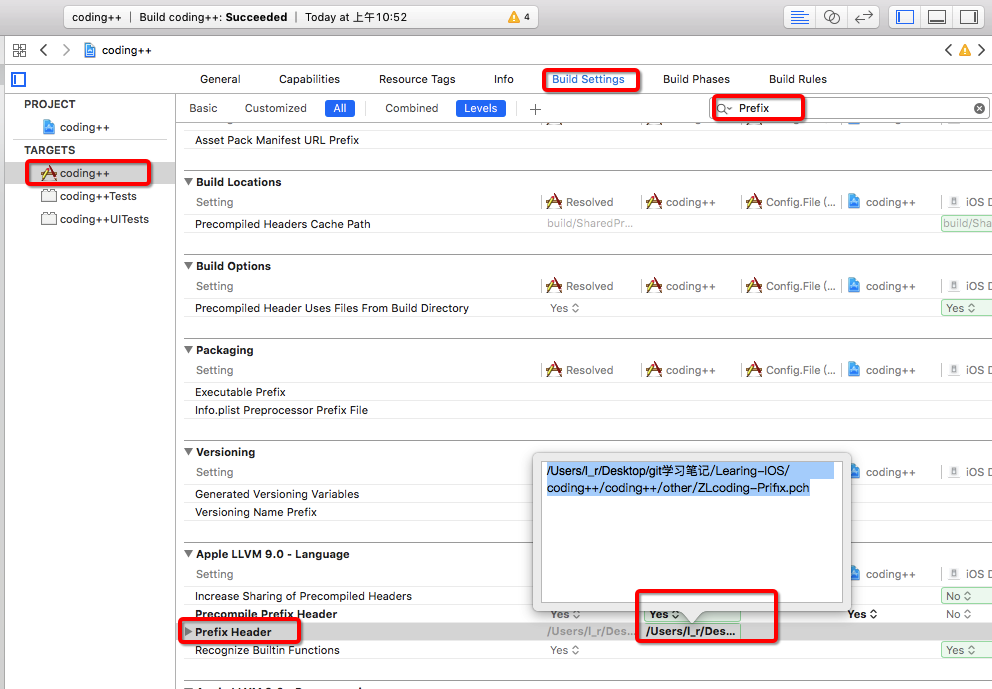 coding++ | Build coding++: Succeeded | Today at 上午10:52 4
coding++
General Capabilities Resource Tags Info Build Settings Build Phases Build Rules
PROJECT
coding++
TARGETS
coding++
coding++Tests
coding++UITests
Basic Customized All Combined Levels + Prefix
Asset Pack Manifest URL Prefix
Build Locations
Setting Resolved coding++ Config.File (... coding++ iOS D
Precompiled Headers Cache Path build/SharedPr... build/Sha
Build Options
Setting Resolved coding++ Config.File (... coding++ iOS D
Precompiled Header Uses Files From Build Directory Yes Yes
Packaging
Setting Resolved coding++ Config.File (... coding++ iOS D
Executable Prefix
Info.plist Preprocessor Prefix File
Versioning
Setting coding++ iOS D
Generated Versioning Variables
Versioning Name Prefix
/Users/l_r/Desktop/git学习笔记/Learing-IOS/
coding++/coding++/other/ZLcoding-Prifix.pch
Apple LLVM 9.0 - Language
Setting coding++ iOS D
Increase Sharing of Precompiled Headers No
Precompile Prefix Header Yes Yes Yes No
Prefix Header /Users/l_r/Des... /Users/l_r/Des...
Recognize Builtin Functions Yes Yes